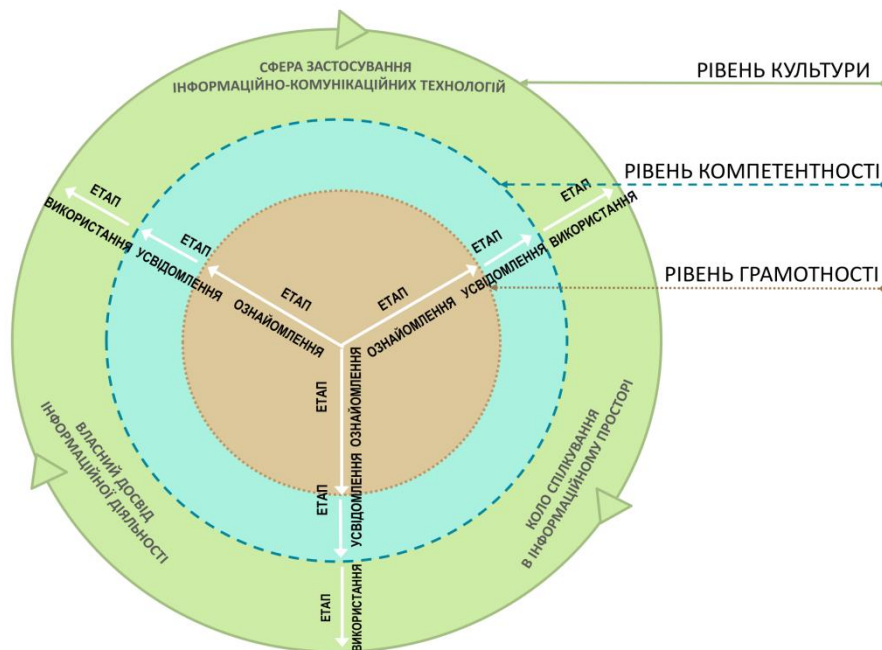 СФЕРА ЗАСТОСУВАННЯ
ІНФОРМАЦІЙНО-КОМУНІКАЦІЙНИХ ТЕХНОЛОГІЙ
РІВЕНЬ КУЛЬТУРИ
РІВЕНЬ КОМПЕТЕНТНОСТІ
РІВЕНЬ ГРАМОТНОСТІ
ЕТАП
ВИКОРИСТАННЯ
ЕТАП
УСВІДОМЛЕННЯ
ЕТАП
ОЗНАЙОМЛЕННЯ
ЕТАП
ОЗНАЙОМЛЕННЯ
ЕТАП
УСВІДОМЛЕННЯ
ЕТАП
ВИКОРИСТАННЯ
ЕТАП
ОЗНАЙОМЛЕННЯ
ЕТАП
УСВІДОМЛЕННЯ
ЕТАП
ВИКОРИСТАННЯ
ВЛАСНИЙ ДОСВІД
ІНФОРМАЦІЙНОЇ ДІЯЛЬНОСТІ
КОЛО СПІЛКУВАННЯ
В ІНФОРМАЦІЙНОМУ ПРОСТОРІ